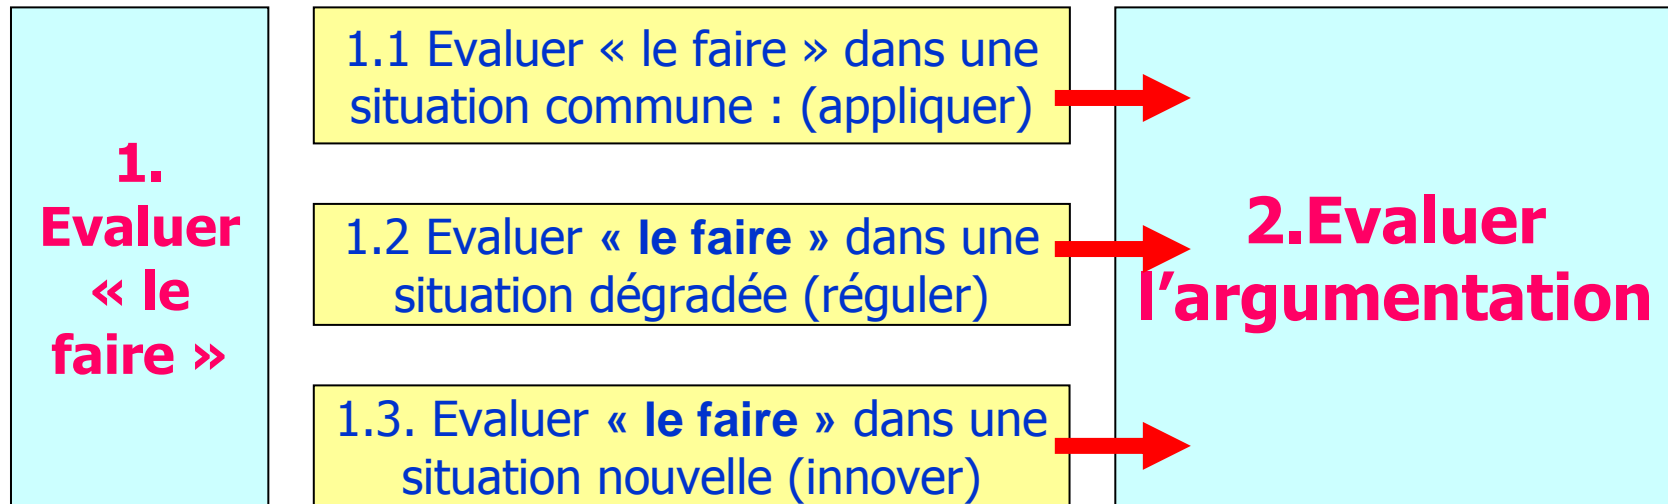 1.
Evaluer
« le
faire »
1.1 Evaluer « le faire » dans une
situation commune : (appliquer)
1.2 Evaluer « le faire » dans une
situation dégradée (réguler)
1.3. Evaluer « le faire » dans une
situation nouvelle (innover)
2.Evaluer
l’argumentation